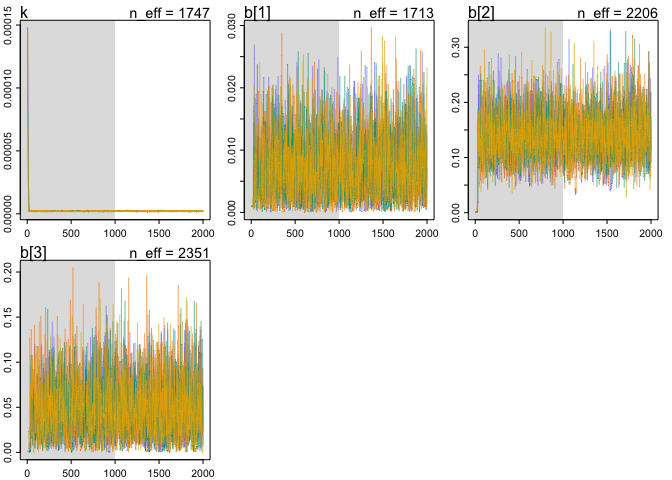 k n_eff = 1747
0.00000 0.00005 0.00010 0.00015
0 500 1000 1500 2000
b[1] n_eff = 1713
0.000 0.010 0.020 0.030
0 500 1000 1500 2000
b[2] n_eff = 2206
0.00 0.10 0.20 0.30
0 500 1000 1500 2000
b[3] n_eff = 2351
0.00 0.05 0.10 0.15 0.20
0 500 1000 1500 2000